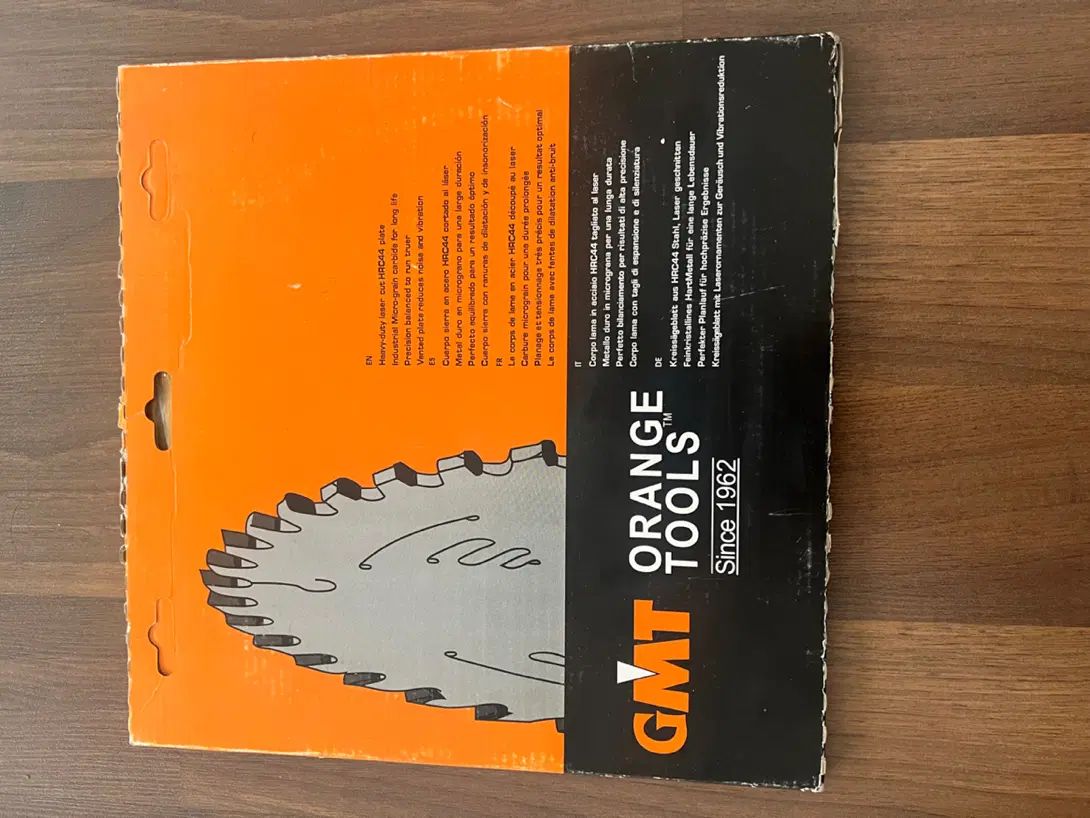 EN
Heavy-duty laser cut HRC44 plate
Industrial Micro-grain carbide for long life
Precision balanced to run truer
Vented plate reduces noise and vibration
ES
Cuerpo sierra en acero HRC44 cortado al láser
Metal duro en micrograno para una large duración
Perfecto equilibrado para un resultado óptimo
Cuerpo sierra con ranuras de dilatación y de insonorización
FR
Le corps de lame en acier HRC44 découpé au laser
Carbure micrograin pour une durée prolongée
Planage et tensionnage très précis pour un resultat optimal
Le corps de lame avec fentes de dilatation anti-bruit
IT
Corpo lama in acciaio HRC44 tagliato al laser
Metallo duro in micrograna per una lunga durata
Perfetto bilanciamento per risultati di alta precisione
Corpo lama con tagli di espansione e di silenziatura
DE
Kreissägeblatt aus HRC44 Stahl, Laser geschnitten
Feinkristallines HartMetall für eine lange Lebensdauer
Perfekter Planlauf für hochpräzise Ergebnisse
Kreissägblatt mit Laserornamenten zur Geräusch und Vibrationsreduktion
CMT
ORANGE
TOOLS™
Since 1962